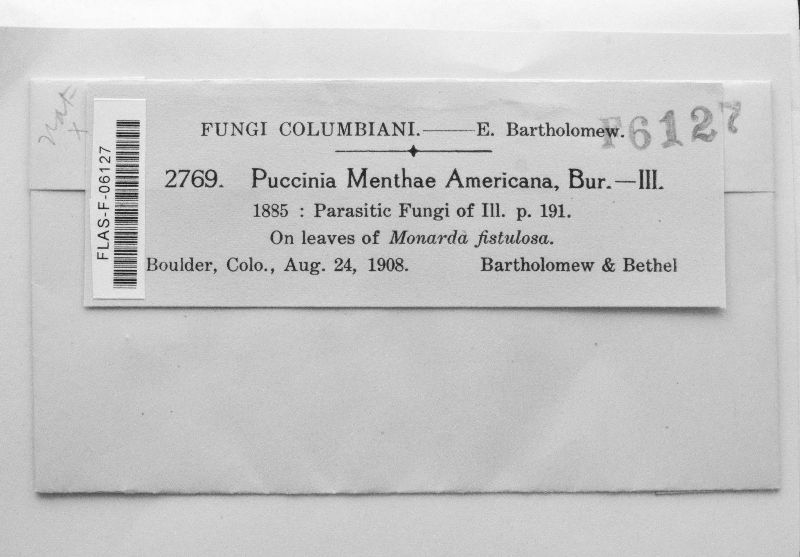 FUNGI COLUMBIANI.——E. Bartholomew.
F6127
2769. Puccinia Menthae Americana, Bur.—III.
1885 : Parasitic Fungi of Ill. p. 191.
On leaves of Monarda fistulosa.
Boulder, Colo., Aug. 24, 1908. Bartholomew & Bethel
FLAS-F-06127